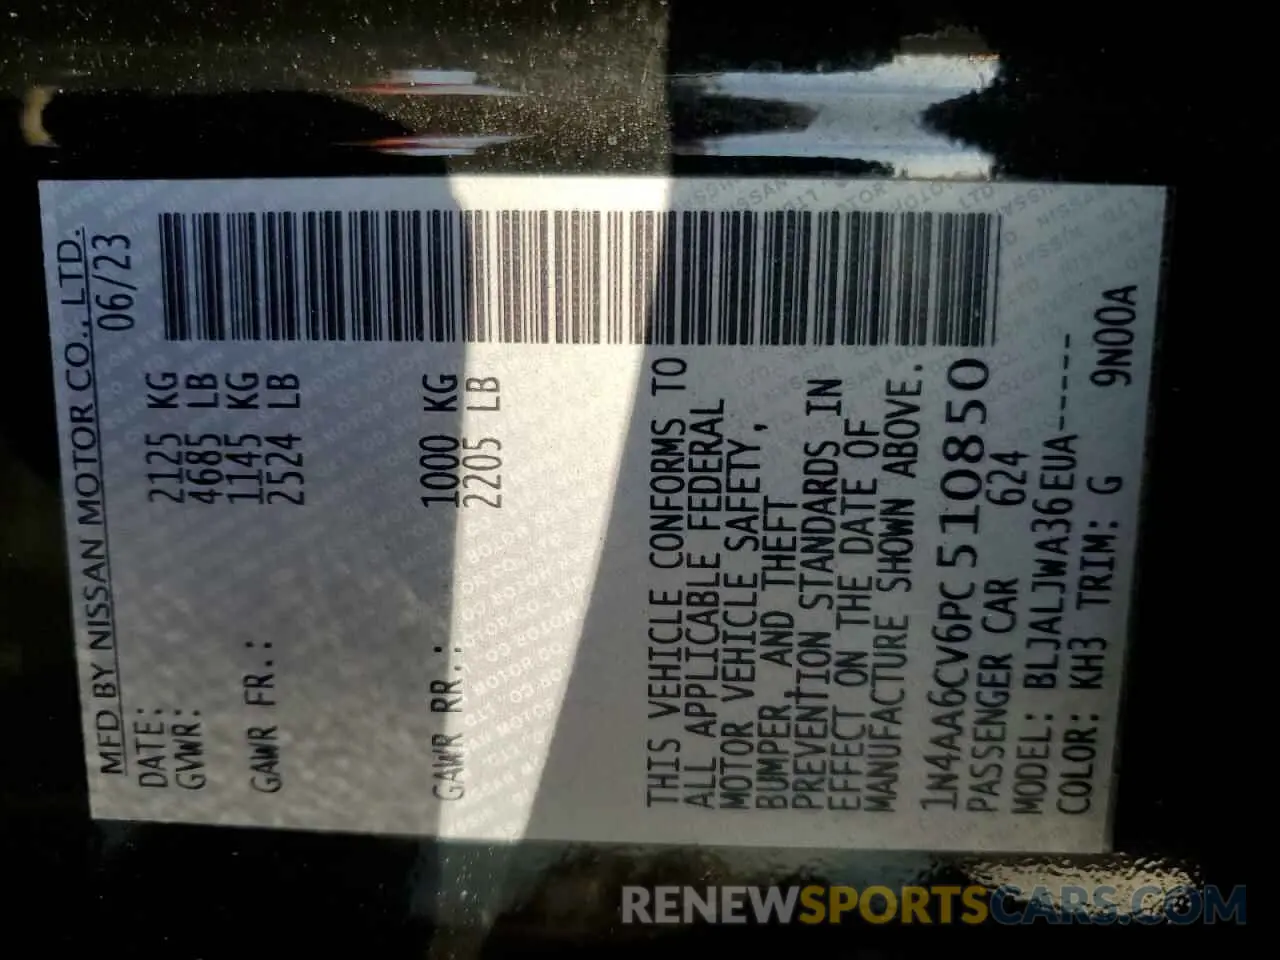 MFD BY NISSAN MOTOR CO., LTD.
DATE: 06/23
GVWR: 2125 KG
4685 LB
GAWR FR.: 1145 KG
2524 LB
GAWR RR.: 1000 KG
2205 LB
THIS VEHICLE CONFORMS TO
ALL APPLICABLE FEDERAL
MOTOR VEHICLE SAFETY,
BUMPER AND THEFT
PREVENTION STANDARDS IN
EFFECT ON THE DATE OF
MANUFACTURE SHOWN ABOVE.
1N4AA6CV6PC510850
PASSENGER CAR 624
MODEL: BLJALJWA36EUA-----
COLOR: KH3 TRIM: G 9N00A
RENEWSPORTSCARS.COM